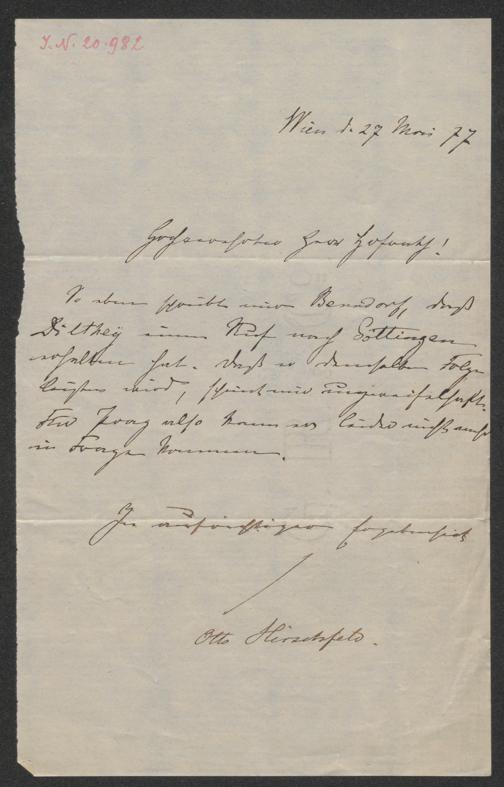 I. N. 20.982
Wien d. 27 Mai 77
Hochverehrter Herr Hofrath!
So eben schreibt mir Benndorf, daß
Dilthey einen Ruf nach Göttingen
erhalten hat. Daß er demselben Folge
leisten wird, scheint mir unzweifelhaft.
Für Prag also kann er leider nicht mehr
in Frage kommen.
In aufrichtiger Ergebenheit
Otto Hirschfeld.